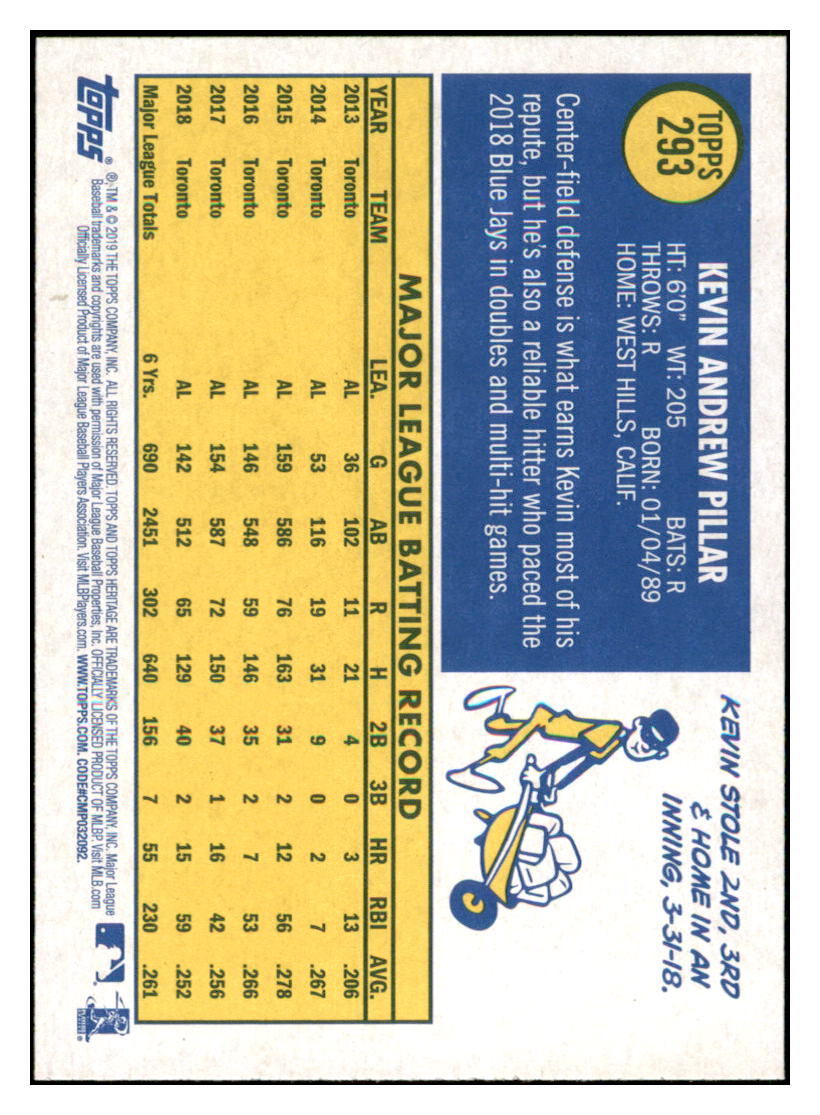 TOPPS
293
KEVIN ANDREW PILLAR
HT: 6'0" WT: 205 BATS: R
THROWS: R BORN: 01/04/89
HOME: WEST HILLS, CALIF.
Center-field defense is what earns Kevin most of his
repute, but he's also a reliable hitter who paced the
2018 Blue Jays in doubles and multi-hit games.
KEVIN STOLE 2ND, 3RD
& HOME IN AN
INNING, 3-31-18.
MAJOR LEAGUE BATTING RECORD
YEAR TEAM LEA. G AB R H 2B 3B HR RBI AVG.
2013 Toronto AL 36 102 11 21 4 0 3 13 .206
2014 Toronto AL 53 116 19 31 9 0 2 7 .267
2015 Toronto AL 159 586 76 163 31 2 12 56 .278
2016 Toronto AL 146 548 59 146 35 2 7 53 .266
2017 Toronto AL 154 587 72 150 37 1 16 42 .256
2018 Toronto AL 142 512 65 129 40 2 15 59 .252
Major League Totals 6 Yrs. 690 2451 302 640 156 7 55 230 .261
topps®
®, TM & © 2019 THE TOPPS COMPANY, INC. ALL RIGHTS RESERVED. TOPPS AND TOPPS HERITAGE ARE TRADEMARKS OF THE TOPPS COMPANY, INC. Major League
Baseball trademarks and copyrights are used with permission of Major League Baseball Properties, Inc. OFFICIALLY LICENSED PRODUCT OF MLBP. Visit MLB.com
Officially Licensed Product of Major League Baseball Players Association. Visit MLBPlayers.com. WWW.TOPPS.COM. CODE#CMP032092.